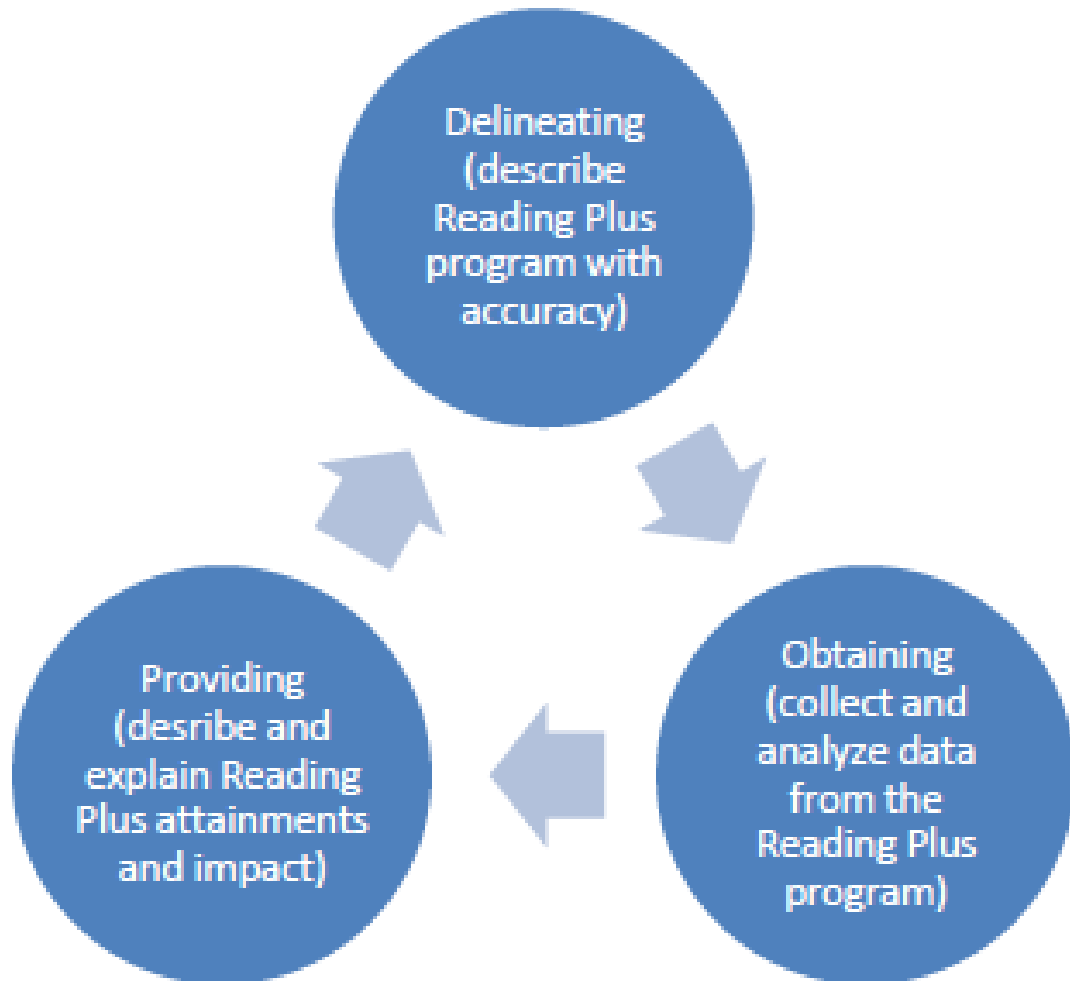 Delineating
(describe
Reading Plus
program with
accuracy)
Obtaining
(collect and
analyze data
from the
Reading Plus
program)
Providing
(desribe and
explain Reading
Plus attainments
and impact)